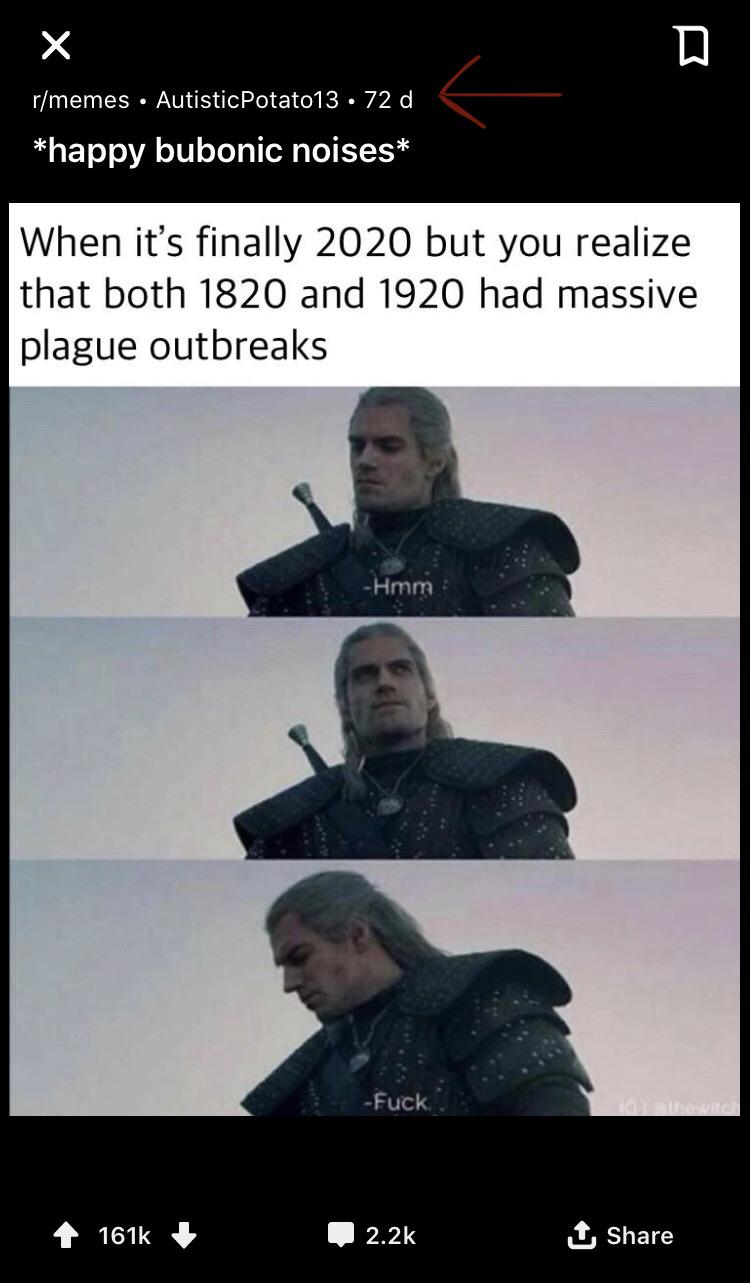 r/memes • AutisticPotato13 • 72 d
*happy bubonic noises*
When it's finally 2020 but you realize
that both 1820 and 1920 had massive
plague outbreaks
-Hmm
-Fuck.
161k
2.2k
Share